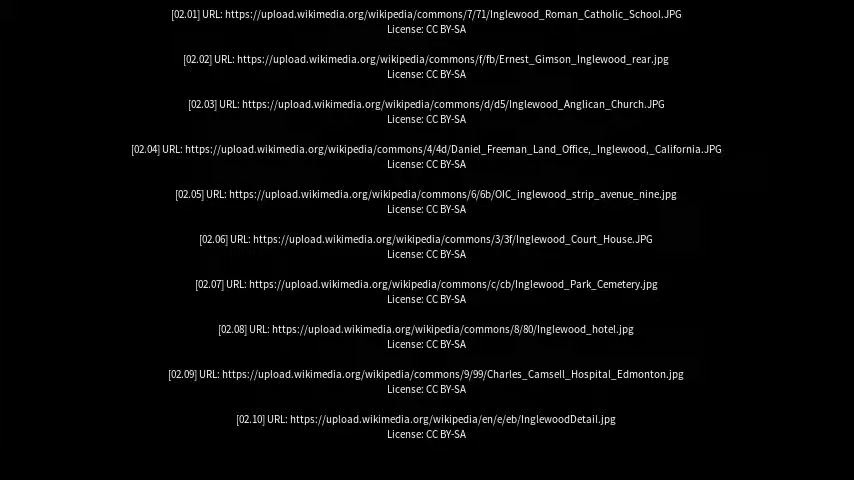 [02.01] URL: https://upload.wikimedia.org/wikipedia/commons/7/71/Inglewood_Roman_Catholic_School.JPG
License: CC BY-SA
[02.02] URL: https://upload.wikimedia.org/wikipedia/commons/f/fb/Ernest_Gimson_Inglewood_rear.jpg
License: CC BY-SA
[02.03] URL: https://upload.wikimedia.org/wikipedia/commons/d/d5/Inglewood_Anglican_Church.JPG
License: CC BY-SA
[02.04] URL: https://upload.wikimedia.org/wikipedia/commons/4/4d/Daniel_Freeman_Land_Office,_Inglewood,_California.JPG
License: CC BY-SA
[02.05] URL: https://upload.wikimedia.org/wikipedia/commons/6/6b/OIC_inglewood_strip_avenue_nine.jpg
License: CC BY-SA
[02.06] URL: https://upload.wikimedia.org/wikipedia/commons/3/3f/Inglewood_Court_House.JPG
License: CC BY-SA
[02.07] URL: https://upload.wikimedia.org/wikipedia/commons/c/cb/Inglewood_Park_Cemetery.jpg
License: CC BY-SA
[02.08] URL: https://upload.wikimedia.org/wikipedia/commons/8/80/Inglewood_hotel.jpg
License: CC BY-SA
[02.09] URL: https://upload.wikimedia.org/wikipedia/commons/9/99/Charles_Camsell_Hospital_Edmonton.jpg
License: CC BY-SA
[02.10] URL: https://upload.wikimedia.org/wikipedia/en/e/eb/InglewoodDetail.jpg
License: CC BY-SA